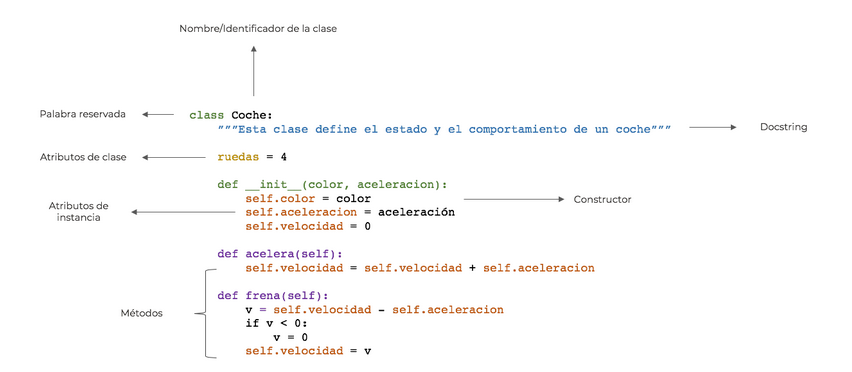 Nombre/Identificador de la clase
Palabra reservada
class Coche:
"""Esta clase define el estado y el comportamiento de un coche"""
Docstring
Atributos de clase
ruedas = 4
def __init__(color, aceleracion):
self.color = color
Constructor
Atributos de
instancia
self.aceleracion = aceleración
self.velocidad = 0
def acelera(self):
self.velocidad = self.velocidad + self.aceleracion
Métodos
def frena(self):
v = self.velocidad - self.aceleracion
if v < 0:
v = 0
self.velocidad = v